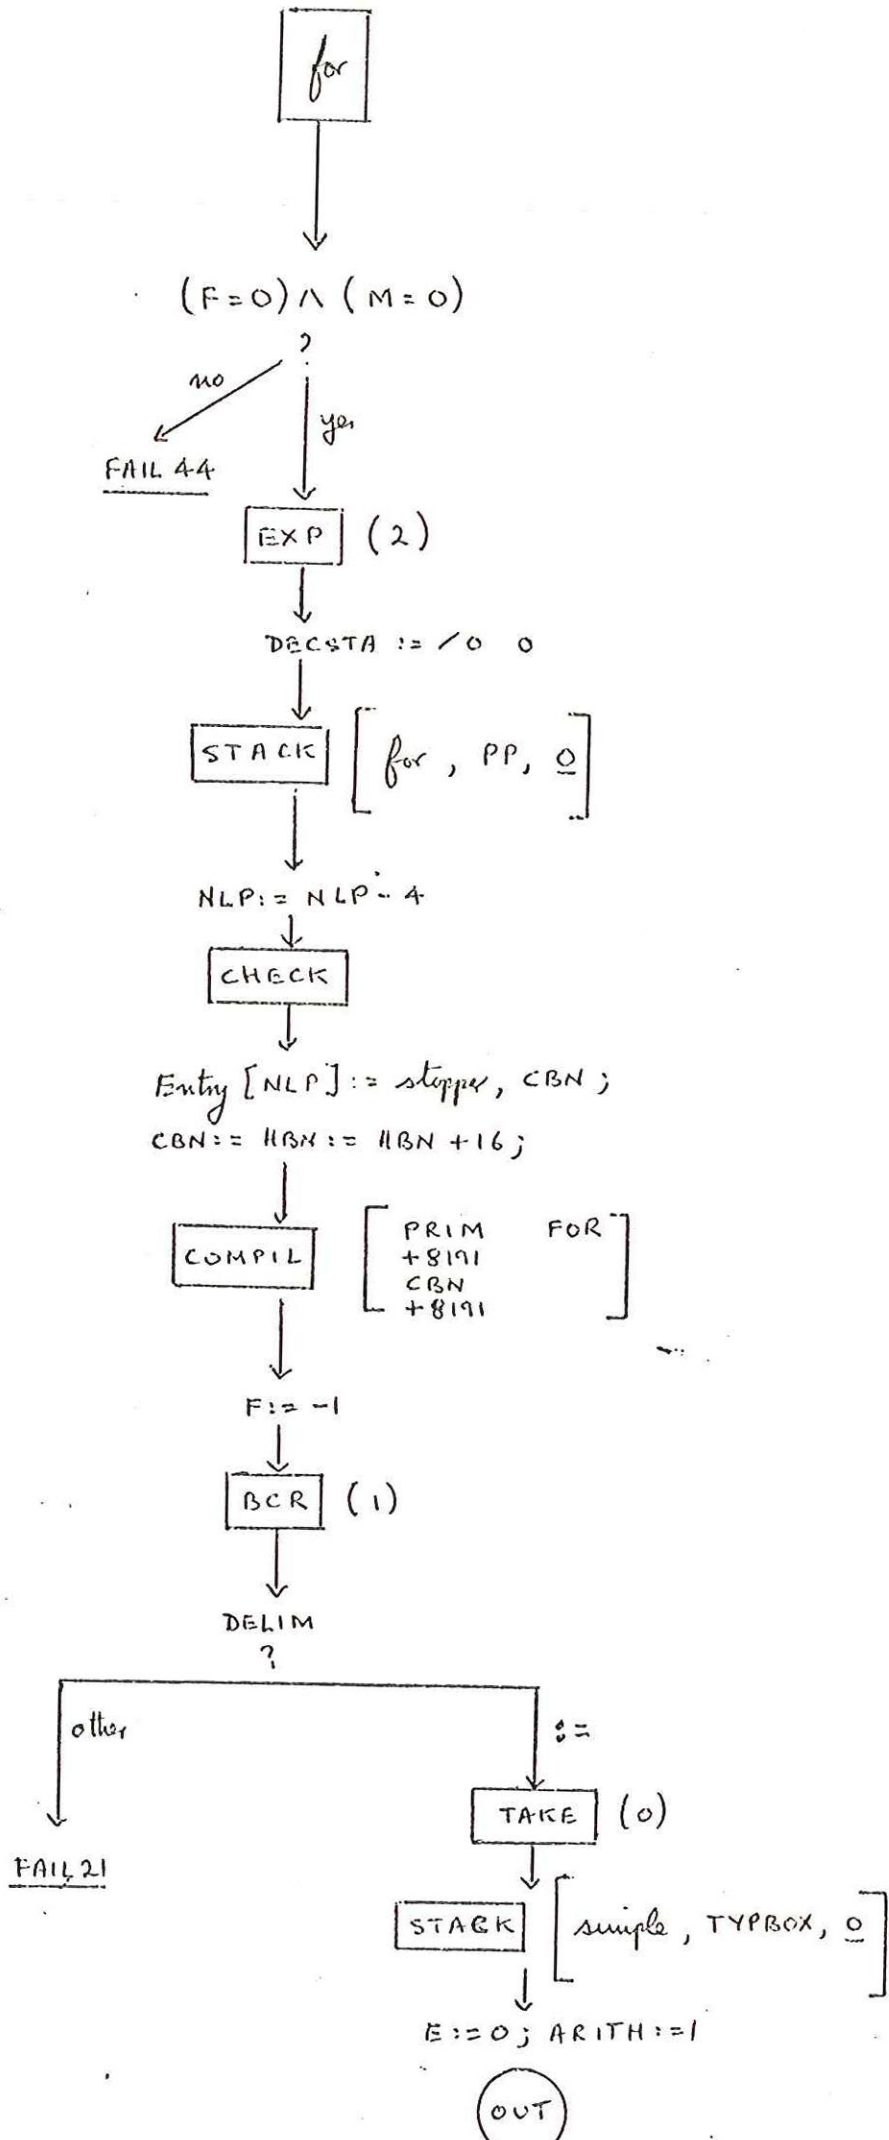 for
(F=0) ∧ (M=0)
?
no
yes
FAIL 44
EXP (2)
DECSTA := /0 0
STACK [for, PP, 0]
NLP := NLP - 4
CHECK
Entry [NLP] := stopper, CBN;
CBN := HBN := HBN + 16;
COMPIL [PRIM FOR
+8191
CBN
+8191]
F := -1
BCR (1)
DELIM
?
other
:=
TAKE (0)
FAIL 21
STACK [simple, TYPBOX, 0]
E := 0; ARITH := 1
OUT